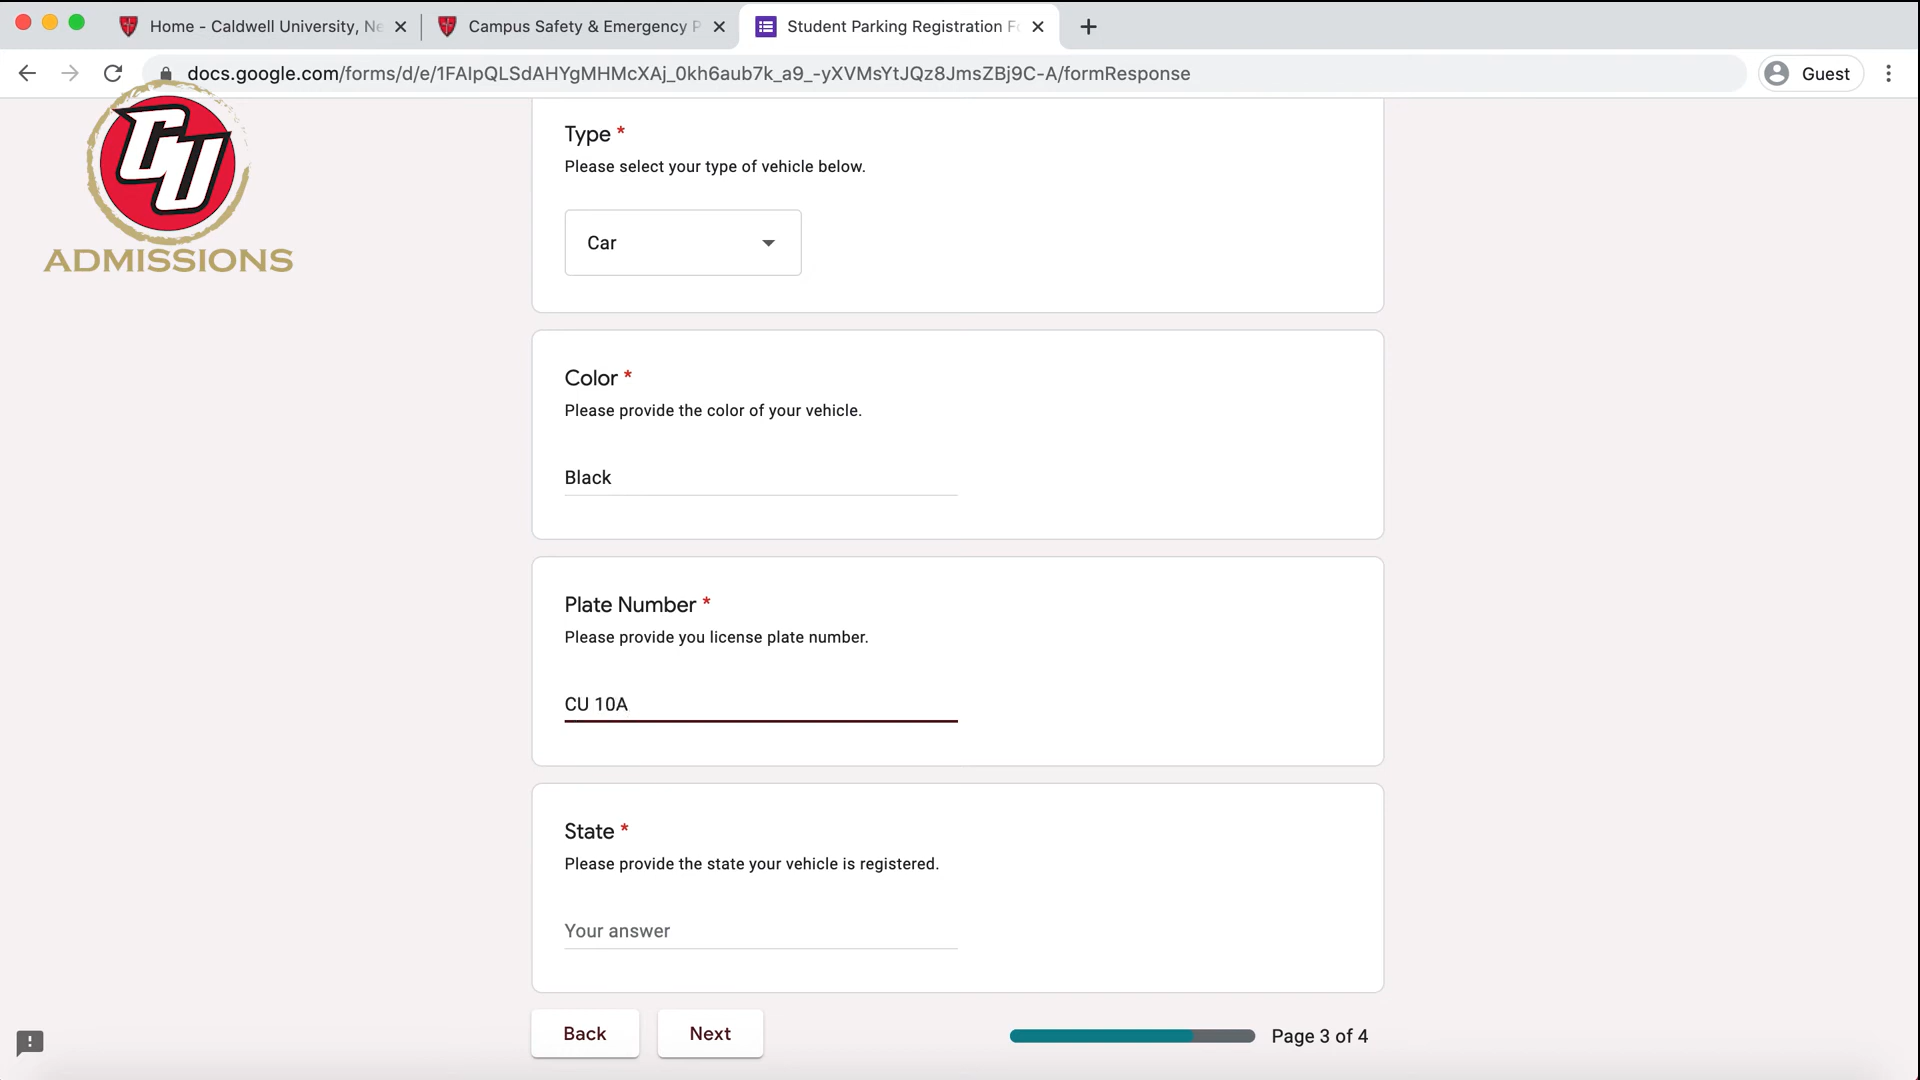 Home - Caldwell University, Ne
Campus Safety & Emergency P
Student Parking Registration Fo
docs.google.com/forms/d/e/1FAIpQLSdAHYgMHMcXAj_0kh6aub7k_a9_-yXVMsYtJQz8JmsZBj9C-A/formResponse
Guest
CU
ADMISSIONS
Type *
Please select your type of vehicle below.
Car
Color *
Please provide the color of your vehicle.
Black
Plate Number *
Please provide you license plate number.
CU 10A
State *
Please provide the state your vehicle is registered.
Your answer
Back
Next
Page 3 of 4